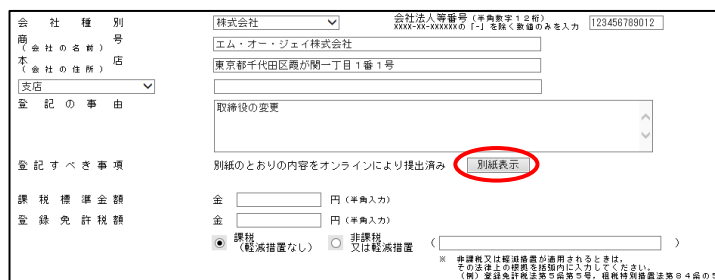 会社種別 株式会社 会社法人等番号(半角数字12桁) 123456789012
XXXX-XX-XXXXXXの「-」を除く数値のみを入力
商号 エム・オー・ジェイ株式会社
(会社の名前)
本店 東京都千代田区霞が関一丁目1番1号
(会社の住所)
支店
登記の事由 取締役の変更
登記すべき事項 別紙のとおりの内容をオンラインにより提出済み 別紙表示
課税標準金額 金 円(半角入力)
登録免許税額 金 円(半角入力)
課税 非課税
(軽減措置なし) 又は軽減措置 ( )
※ 非課税又は軽減措置が適用されるときは,
その法律上の根拠を括弧内に入力してください。
(例)登録免許税法第5条第5号,租税特別措置法第84条の5